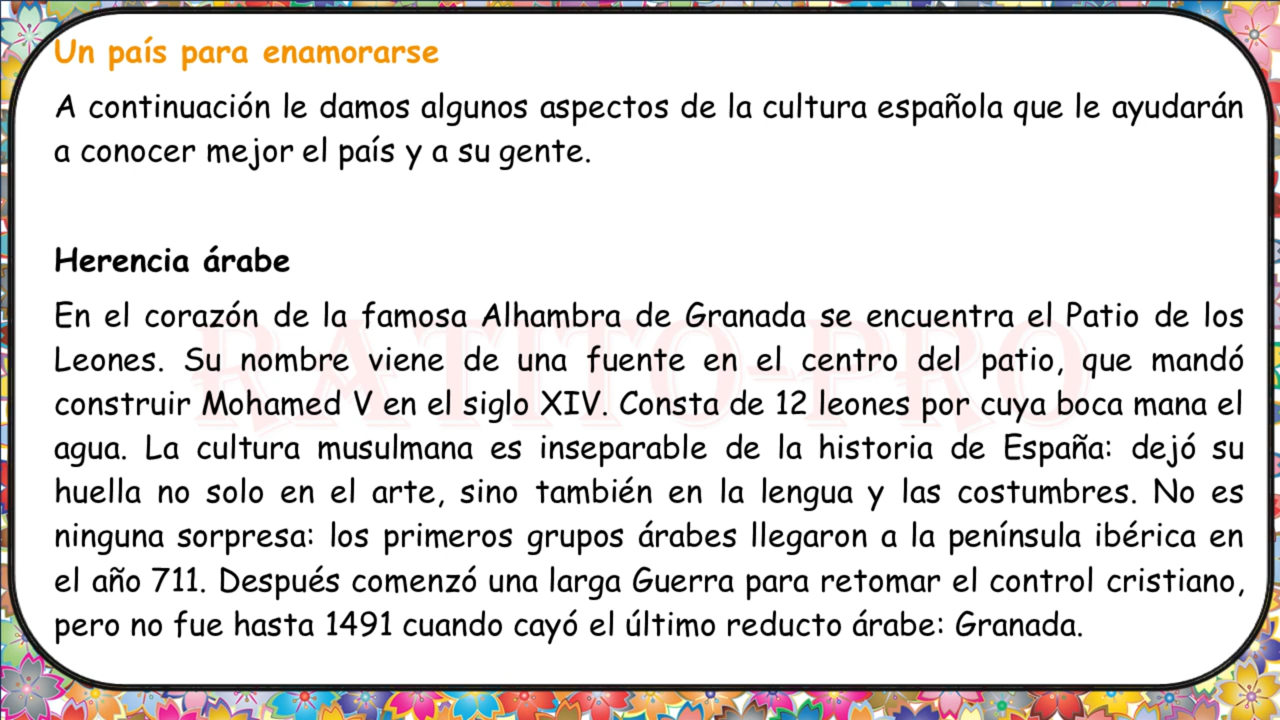 Un país para enamorarse
A continuación le damos algunos aspectos de la cultura española que le ayudarán
a conocer mejor el país y a su gente.
Herencia árabe
En el corazón de la famosa Alhambra de Granada se encuentra el Patio de los
Leones. Su nombre viene de una fuente en el centro del patio, que mandó
construir Mohamed V en el siglo XIV. Consta de 12 leones por cuya boca mana el
agua. La cultura musulmana es inseparable de la historia de España: dejó su
huella no solo en el arte, sino también en la lengua y las costumbres. No es
ninguna sorpresa: los primeros grupos árabes llegaron a la península ibérica en
el año 711. Después comenzó una larga Guerra para retomar el control cristiano,
pero no fue hasta 1491 cuando cayó el último reducto árabe: Granada.
RATITO-PRO